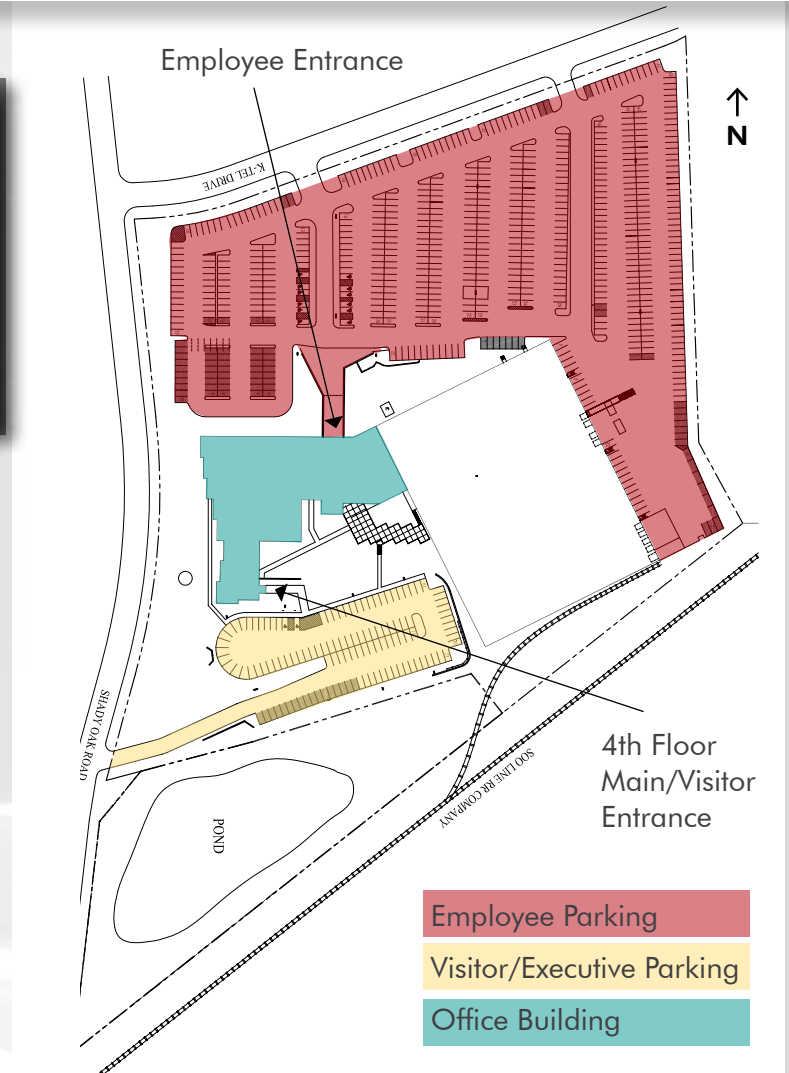 Employee Entrance
N
K-TEL DRIVE
SHADY OAK ROAD
SOO LINE RR COMPANY
4th Floor
Main/Visitor
Entrance
POND
Employee Parking
Visitor/Executive Parking
Office Building